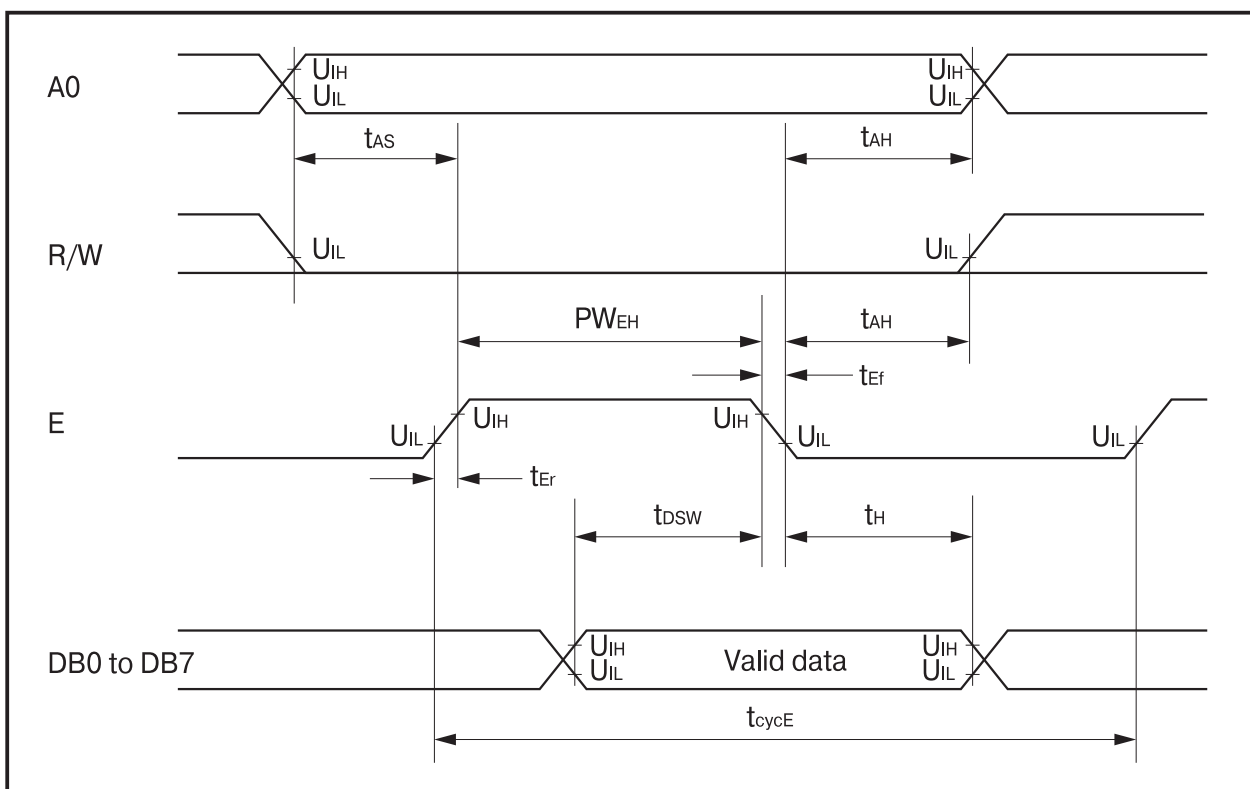 A0
UIH
UIL
UIH
UIL
tAS
tAH
R/W
UIL
UIL
PWEH
tAH
tEf
E
UIL
UIH
UIH
UIL
UIL
tEr
tDSW
tH
DB0 to DB7
UIH
UIL
Valid data
UIH
UIL
tcycE